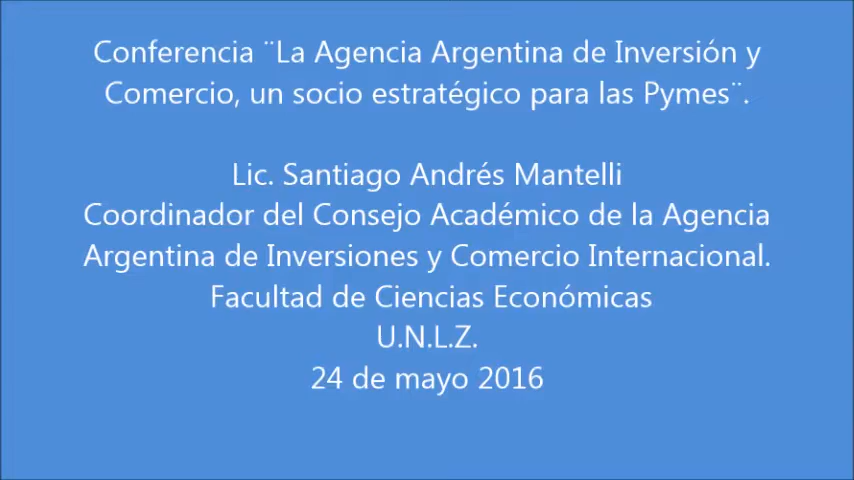 Conferencia ¨La Agencia Argentina de Inversión y
Comercio, un socio estratégico para las Pymes¨.
Lic. Santiago Andrés Mantelli
Coordinador del Consejo Académico de la Agencia
Argentina de Inversiones y Comercio Internacional.
Facultad de Ciencias Económicas
U.N.L.Z.
24 de mayo 2016